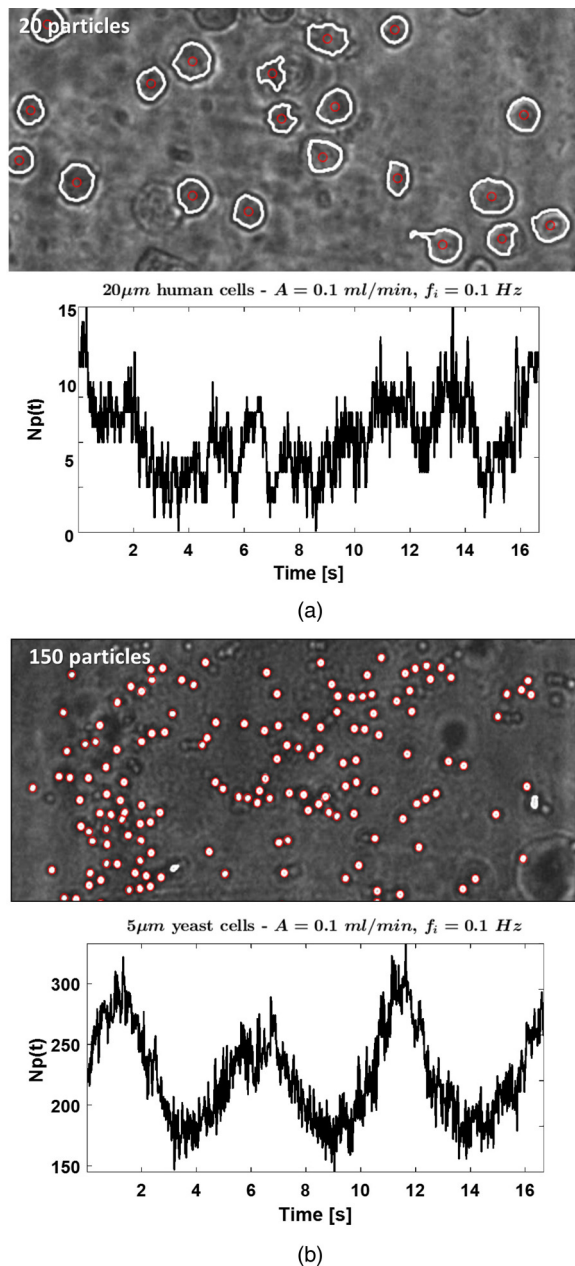 20 particles
20μm human cells - A = 0.1 ml/min, f_i = 0.1 Hz
15
10
5
0
Np(t)
2 4 6 8 10 12 14 16
Time [s]
(a)
150 particles
5μm yeast cells - A = 0.1 ml/min, f_i = 0.1 Hz
300
250
200
150
Np(t)
2 4 6 8 10 12 14 16
Time [s]
(b)